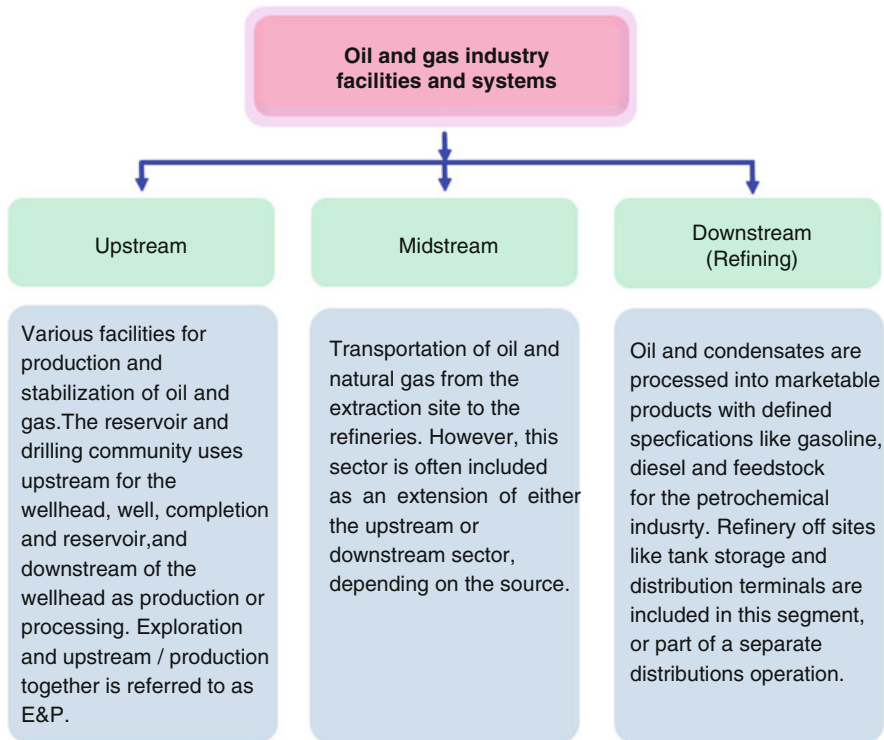 Oil and gas industry
facilities and systems
Upstream
Midstream
Downstream
(Refining)
Various facilities for
production and
stabilization of oil and
gas.The reservoir and
drilling community uses
upstream for the
wellhead, well, completion
and reservoir,and
downstream of the
wellhead as production or
processing. Exploration
and upstream / production
together is referred to as
E&P.
Transportation of oil and
natural gas from the
extraction site to the
refineries. However, this
sector is often included
as an extension of either
the upstream or
downstream sector,
depending on the source.
Oil and condensates are
processed into marketable
products with defined
specfications like gasoline,
diesel and feedstock
for the petrochemical
indusrty. Refinery off sites
like tank storage and
distribution terminals are
included in this segment,
or part of a separate
distributions operation.